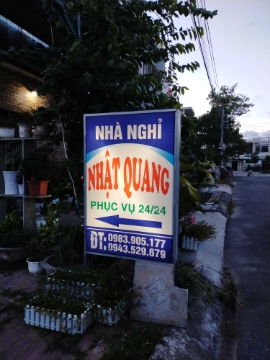 NHÀ NGHỈ
NHẬT QUANG
PHỤC VỤ 24/24
ĐT: 0983.905.177
0943.529.679